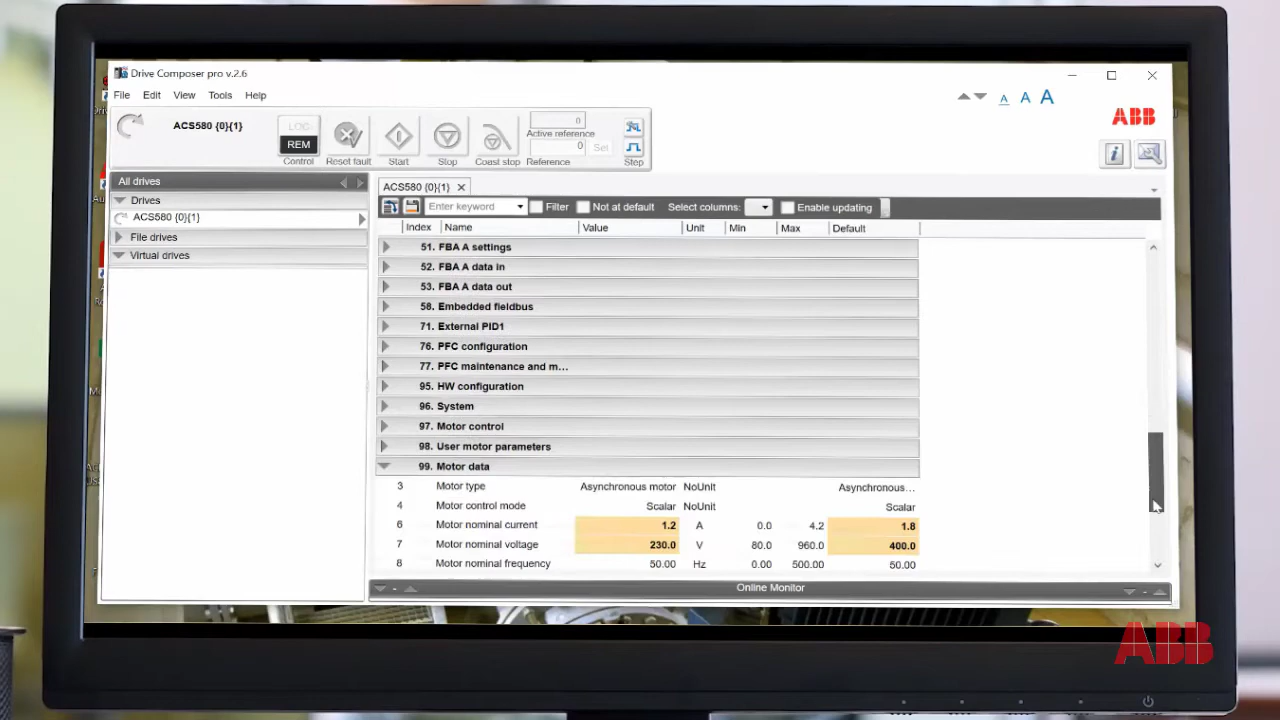 Drive Composer pro v.2.6
File Edit View Tools Help
A A A
ABB
ACS580 {0}{1}
LOC
REM
Control Reset fault Start Stop Coast stop
0
Active reference
0 Set
Reference
Step
All drives
Drives
ACS580 {0}{1}
File drives
Virtual drives
ACS580 {0}{1}
Enter keyword Filter Not at default Select columns: Enable updating
Index Name Value Unit Min Max Default
51. FBA A settings
52. FBA A data in
53. FBA A data out
58. Embedded fieldbus
71. External PID1
76. PFC configuration
77. PFC maintenance and m...
95. HW configuration
96. System
97. Motor control
98. User motor parameters
99. Motor data
3 Motor type Asynchronous motor NoUnit Asynchronous...
4 Motor control mode Scalar NoUnit Scalar
6 Motor nominal current 1.2 A 0.0 4.2 1.8
7 Motor nominal voltage 230.0 V 80.0 960.0 400.0
8 Motor nominal frequency 50.00 Hz 0.00 500.00 50.00
Online Monitor
ABB